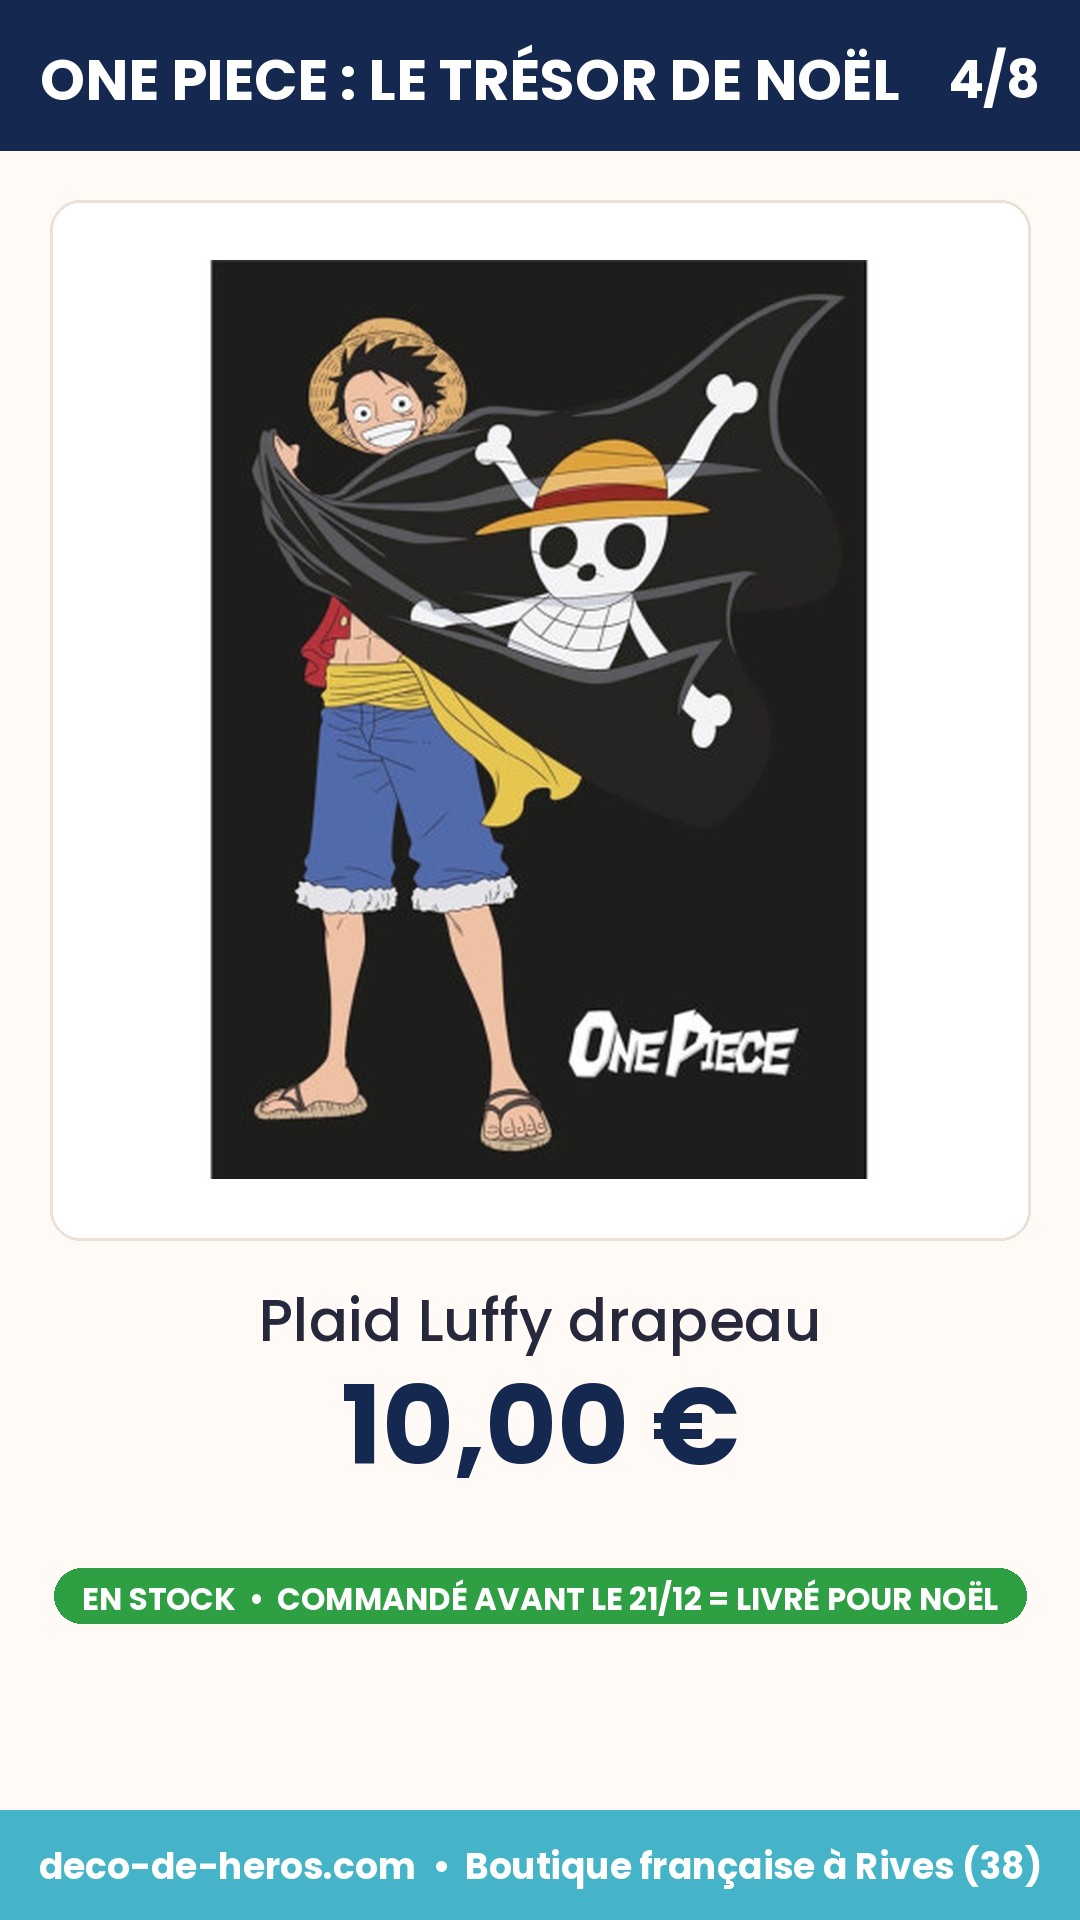 ONE PIECE : LE TRÉSOR DE NOËL 4/8
ONE PIECE
Plaid Luffy drapeau
10,00 €
EN STOCK • COMMANDÉ AVANT LE 21/12 = LIVRÉ POUR NOËL
deco-de-heros.com • Boutique française à Rives (38)